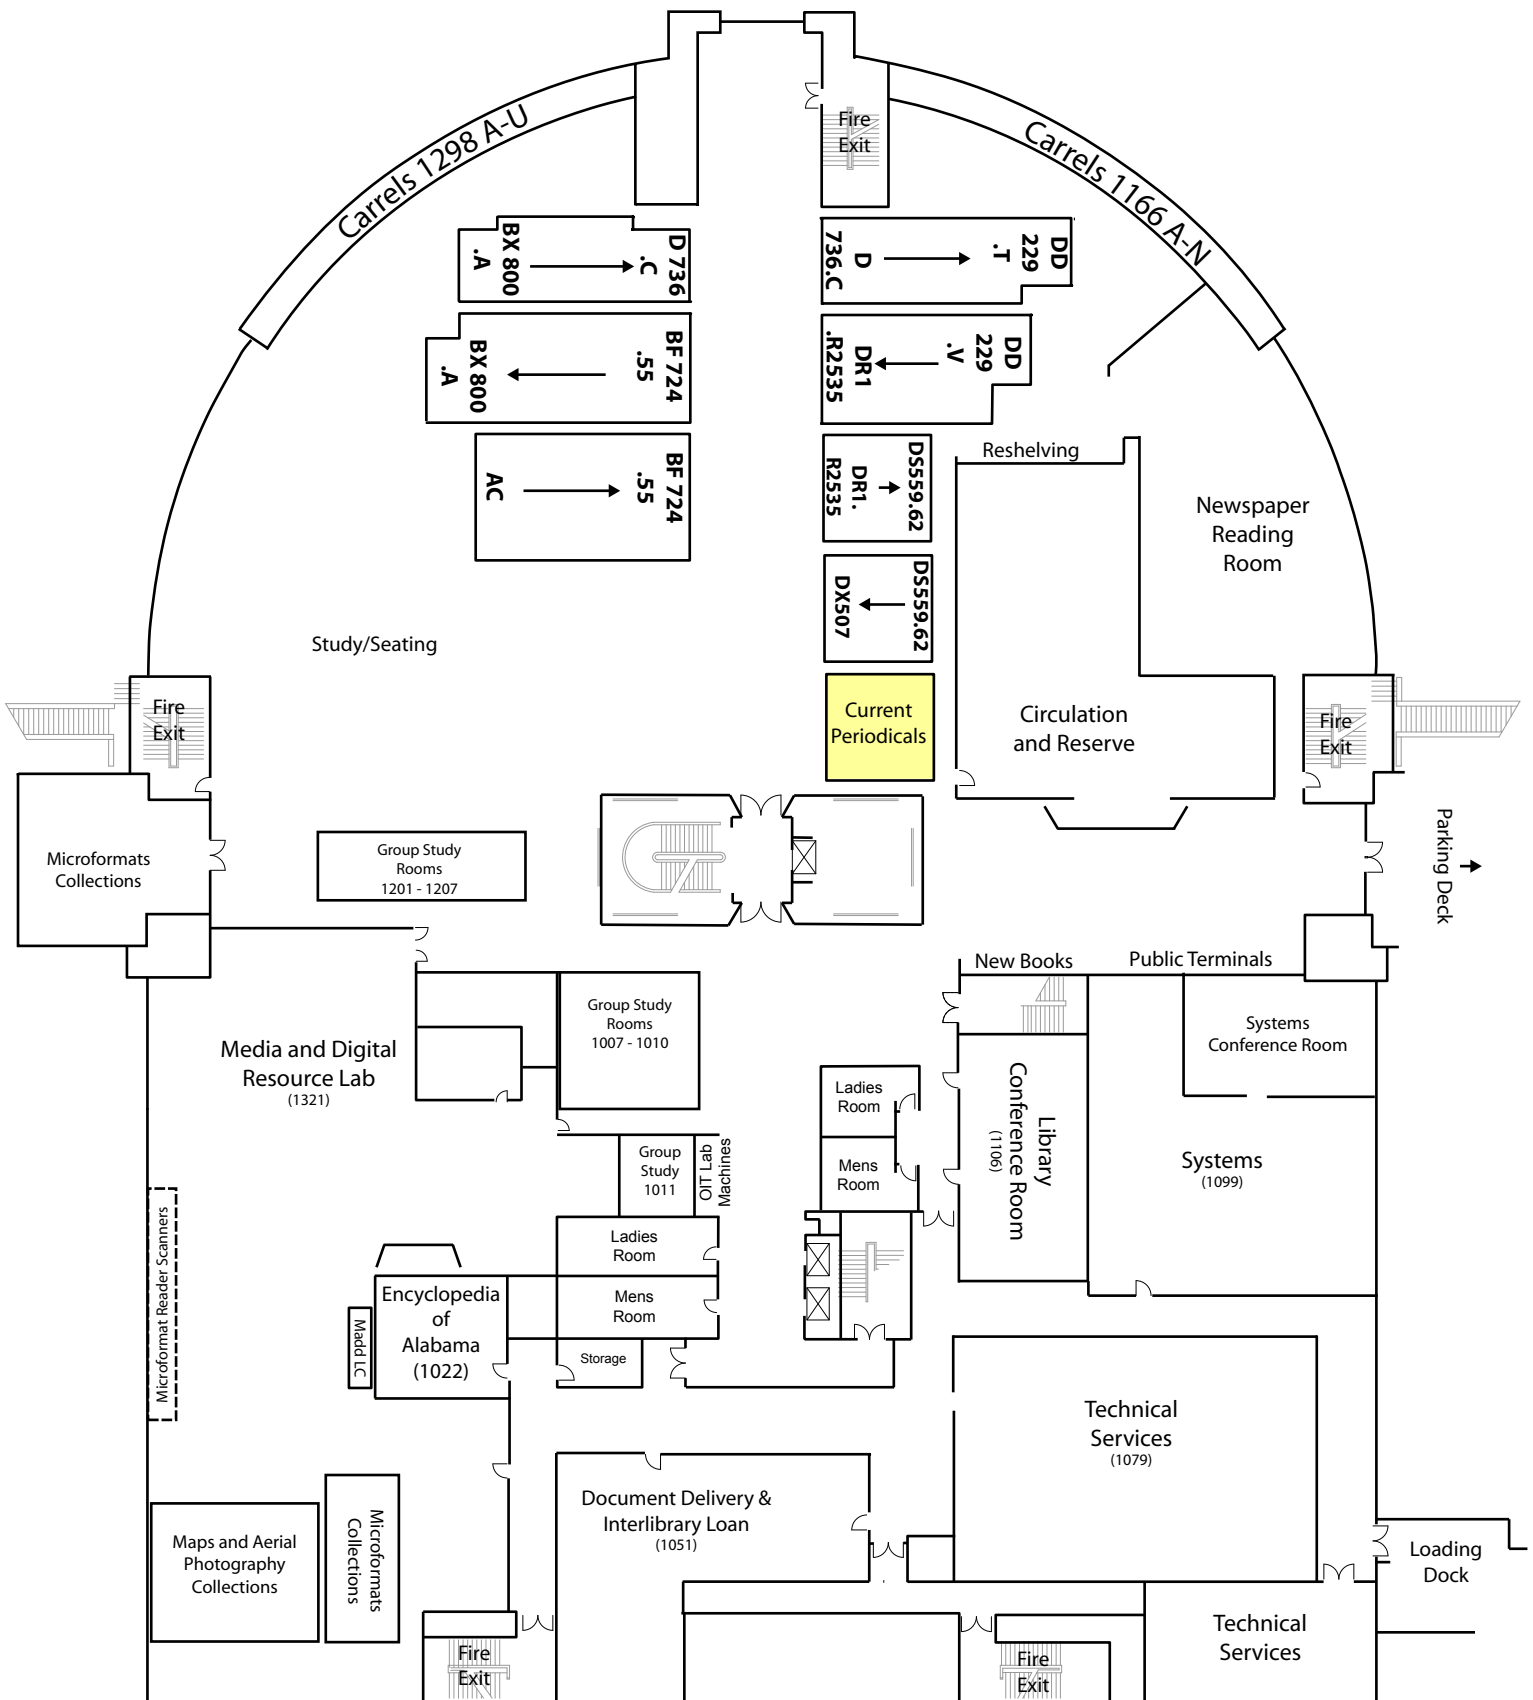 Carrels 1298 A-U
Fire
Exit
Carrels 1166 A-N
BX 800
.A
D 736
.C
D
736.C
DD
229
.T
BX 800
.A
BF 724
.55
DR1
.R2535
DD
229
.V
AC
BF 724
.55
DR1.
R2535
DS559.62
Reshelving
Newspaper
Reading
Room
DX507
DS559.62
Study/Seating
Fire
Exit
Current
Periodicals
Circulation
and Reserve
Fire
Exit
Microformats
Collections
Group Study
Rooms
1201 - 1207
Parking Deck
New Books
Public Terminals
Group Study
Rooms
1007 - 1010
Systems
Conference Room
Media and Digital
Resource Lab
(1321)
Ladies
Room
Library
Conference Room
(1106)
Group
Study
1011
OIT Lab
Machines
Mens
Room
Systems
(1099)
Microformat Reader Scanners
Ladies
Room
Encyclopedia
of
Alabama
(1022)
Mens
Room
Madd LC
Storage
Technical
Services
(1079)
Maps and Aerial
Photography
Collections
Microformats
Collections
Document Delivery &
Interlibrary Loan
(1051)
Loading
Dock
Technical
Services
Fire
Exit
Fire
Exit